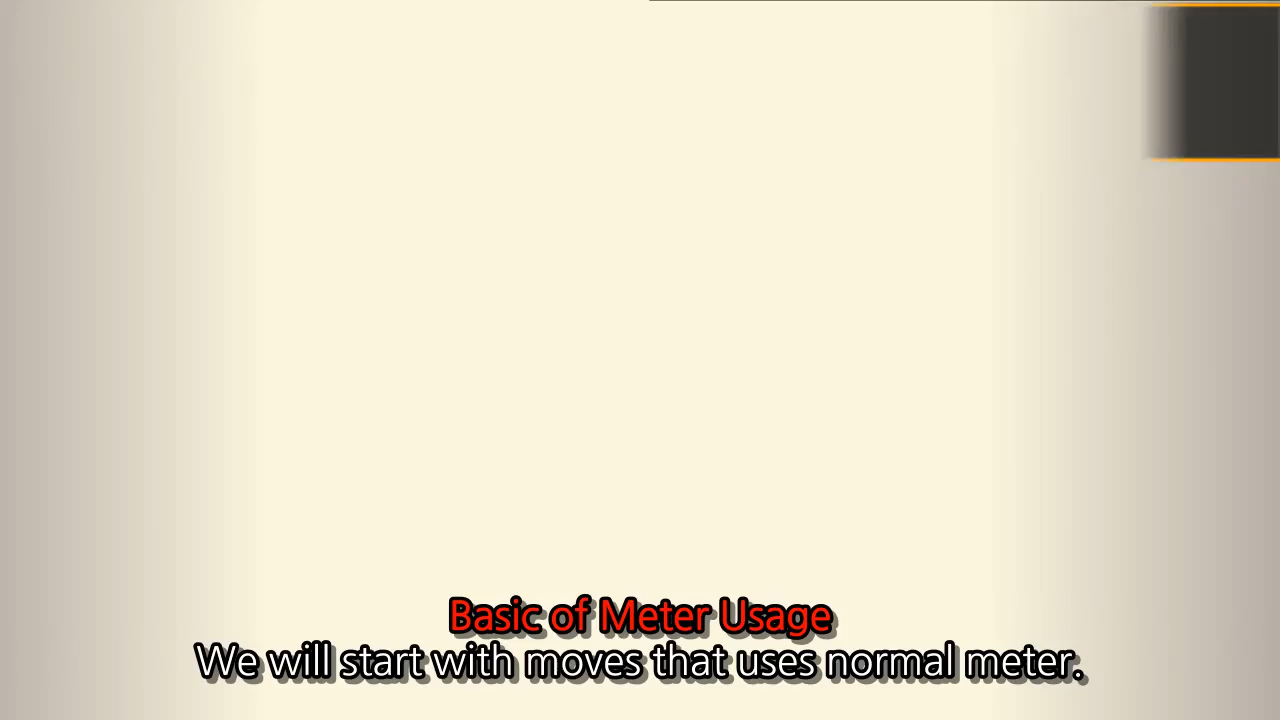 Basic of Meter Usage
We will start with moves that uses normal meter.